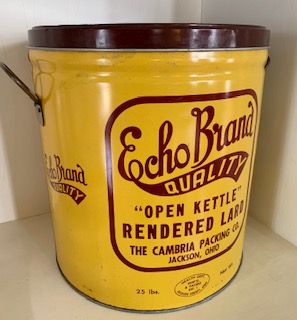 Echo Brand
QUALITY
Echo Brand
QUALITY
"OPEN KETTLE"
RENDERED LARD
THE CAMBRIA PACKING CO.
JACKSON, OHIO
25 lbs.